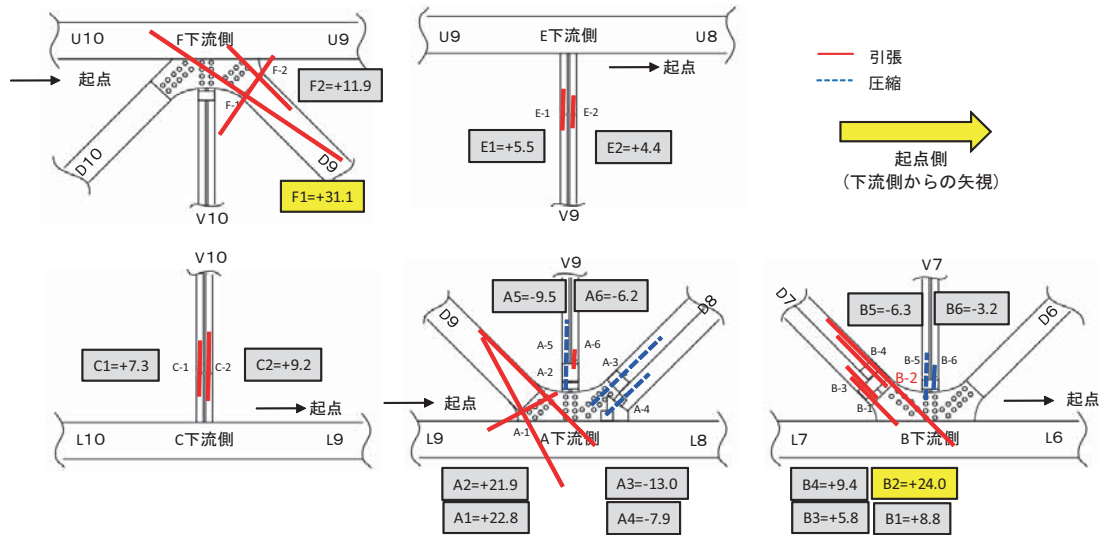 U10
F下流側
U9
起点
F-2
F-1
F2=+11.9
D10
D9
F1=+31.1
V10
U9
E下流側
U8
起点
E-1
E-2
E1=+5.5
E2=+4.4
V9
引張
圧縮
起点側
(下流側からの矢視)
V10
C1=+7.3
C-1
C-2
C2=+9.2
起点
L10
C下流側
L9
V9
A5=-9.5
A6=-6.2
D9
D8
A-5
A-6
A-2
A-3
起点
A-1
A-4
L9
A下流側
L8
A2=+21.9
A3=-13.0
A1=+22.8
A4=-7.9
V7
D7
B5=-6.3
B6=-3.2
D6
B-4
B-5
B-6
B-3
B-2
B-1
起点
L7
B下流側
L6
B4=+9.4
B2=+24.0
B3=+5.8
B1=+8.8